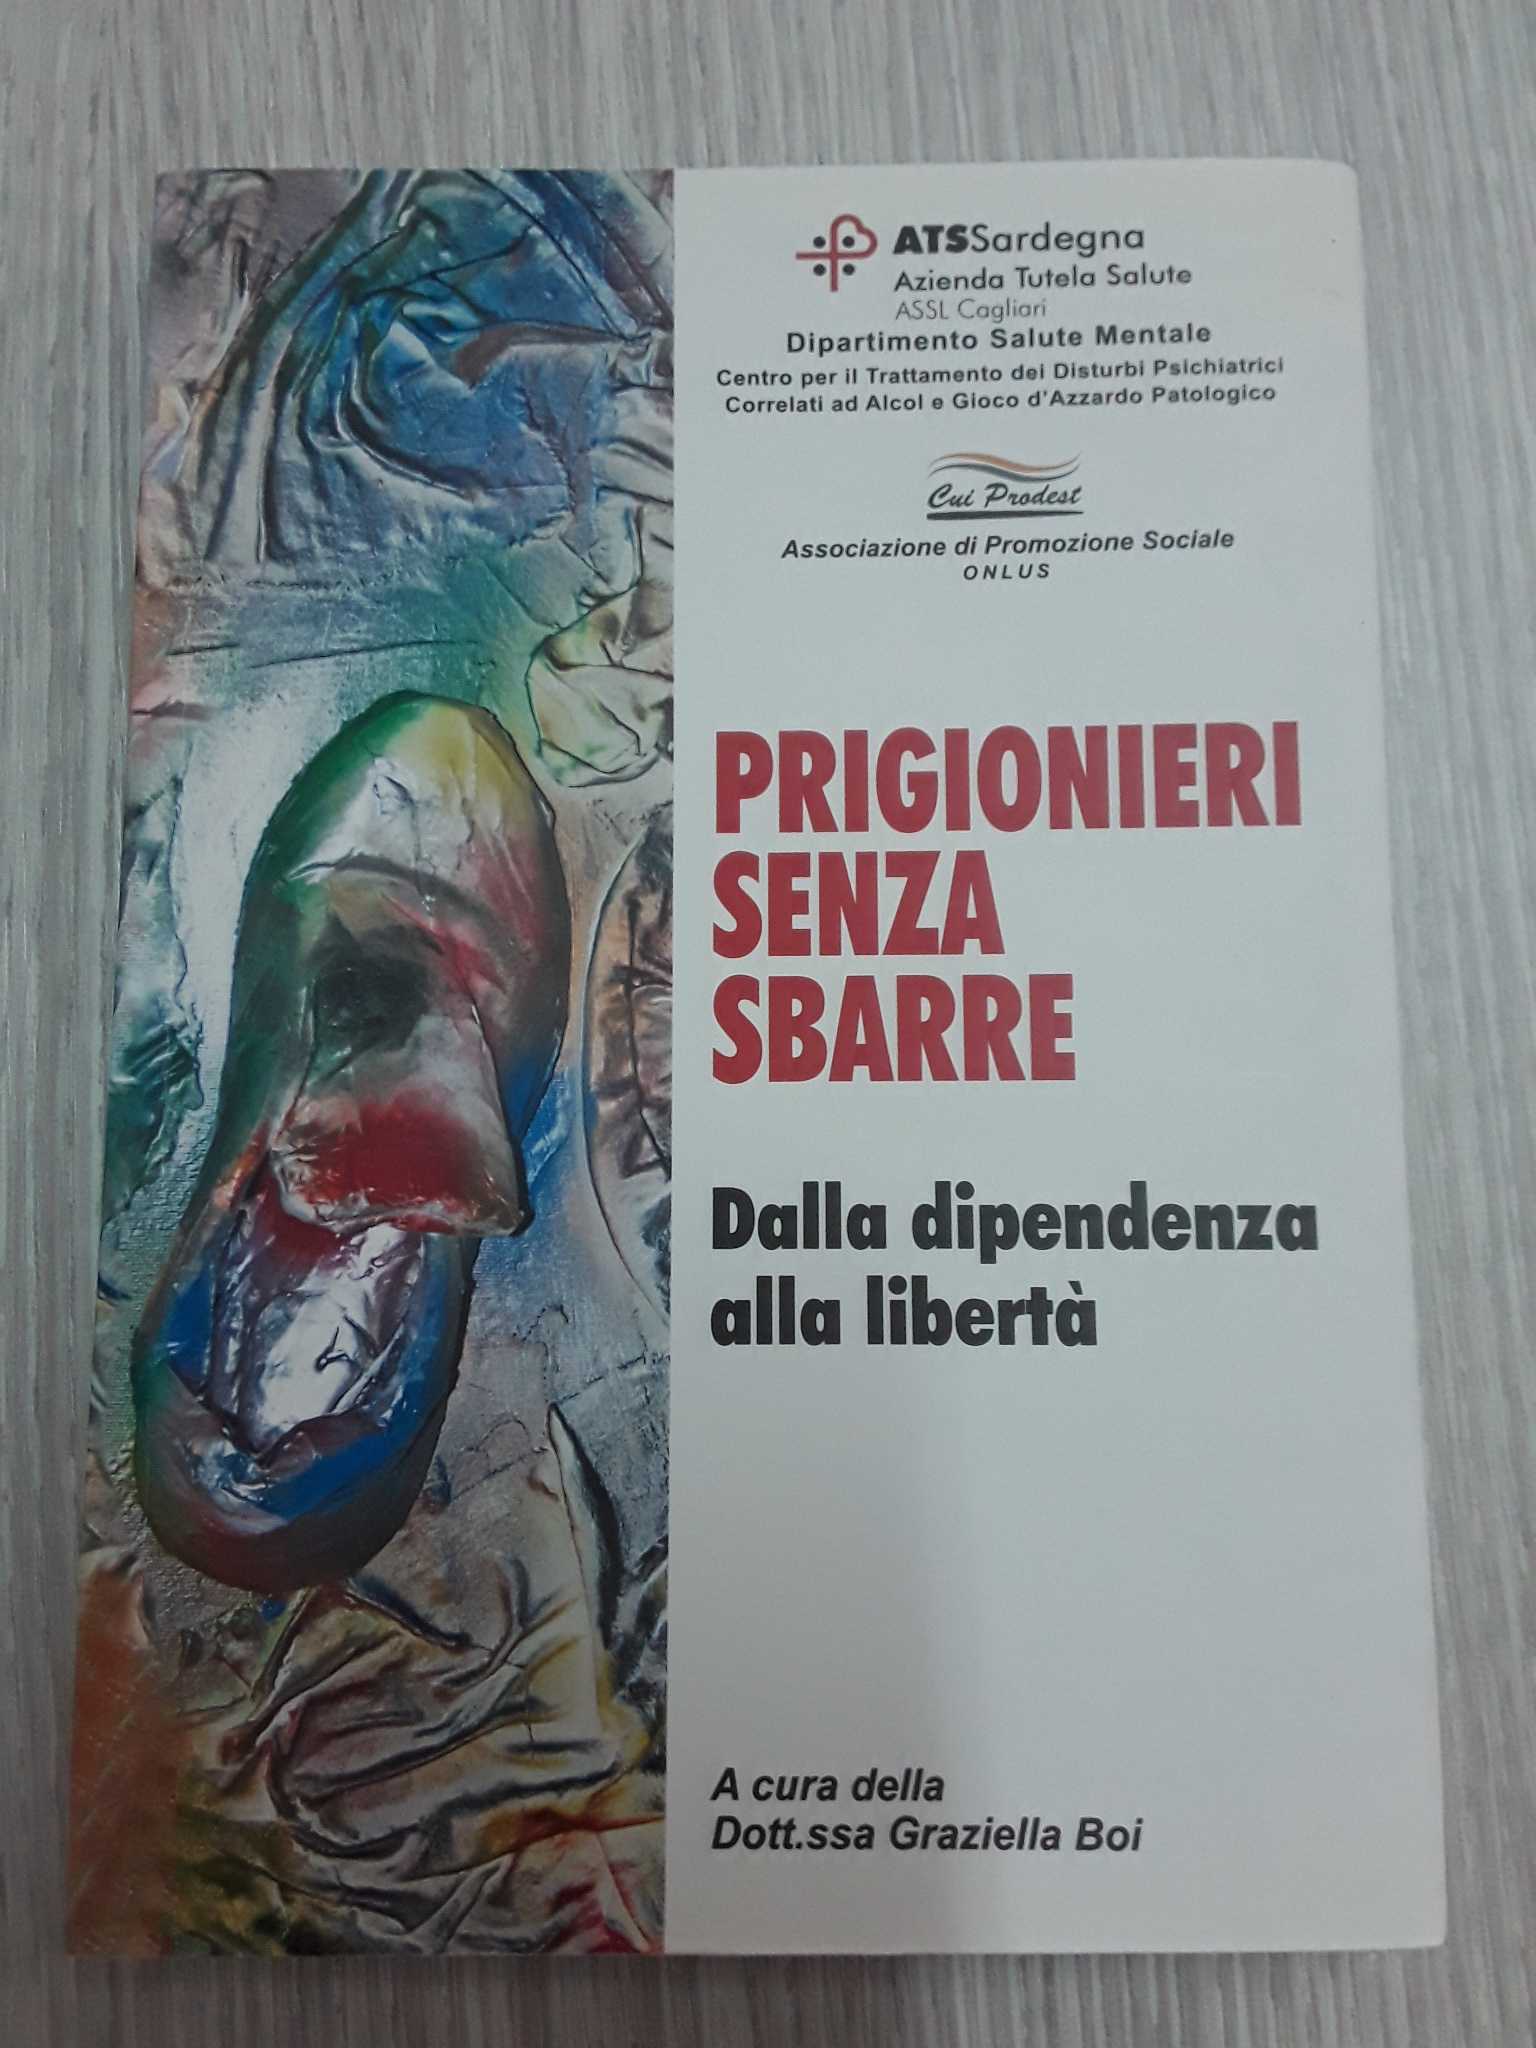 ATSSardegna
Azienda Tutela Salute
ASSL Cagliari
Dipartimento Salute Mentale
Centro per il Trattamento dei Disturbi Psichiatrici
Correlati ad Alcol e Gioco d'Azzardo Patologico
Cui Prodest
Associazione di Promozione Sociale
ONLUS
PRIGIONIERI
SENZA
SBARRE
Dalla dipendenza
alla libertà
A cura della
Dott.ssa Graziella Boi